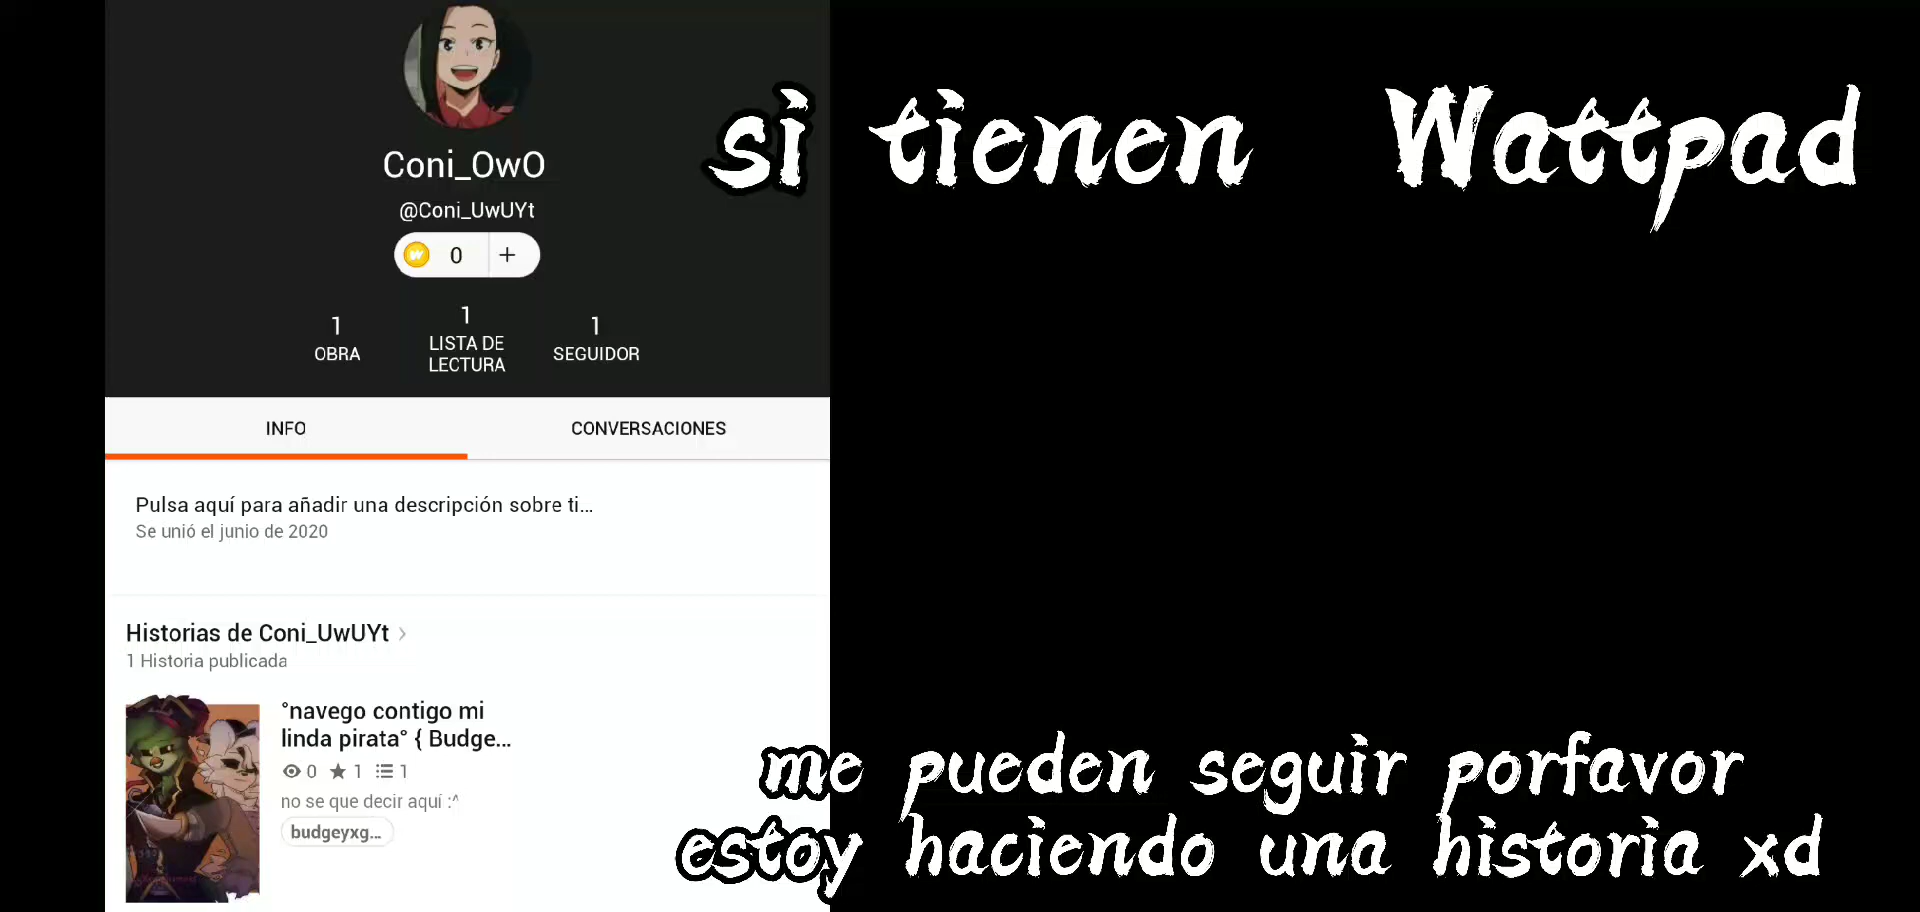 si tienen Wattpad
Coni_OwO
@Coni_UwUYt
0 +
1
OBRA
1
LISTA DE
LECTURA
1
SEGUIDOR
INFO
CONVERSACIONES
Pulsa aquí para añadir una descripción sobre ti...
Se unió el junio de 2020
Historias de Coni_UwUYt >
1 Historia publicada
°navego contigo mi
linda pirata° { Budge...
0 1 1
no se que decir aquí :^
budgeyxg...
me pueden seguir porfavor
estoy haciendo una historia xd